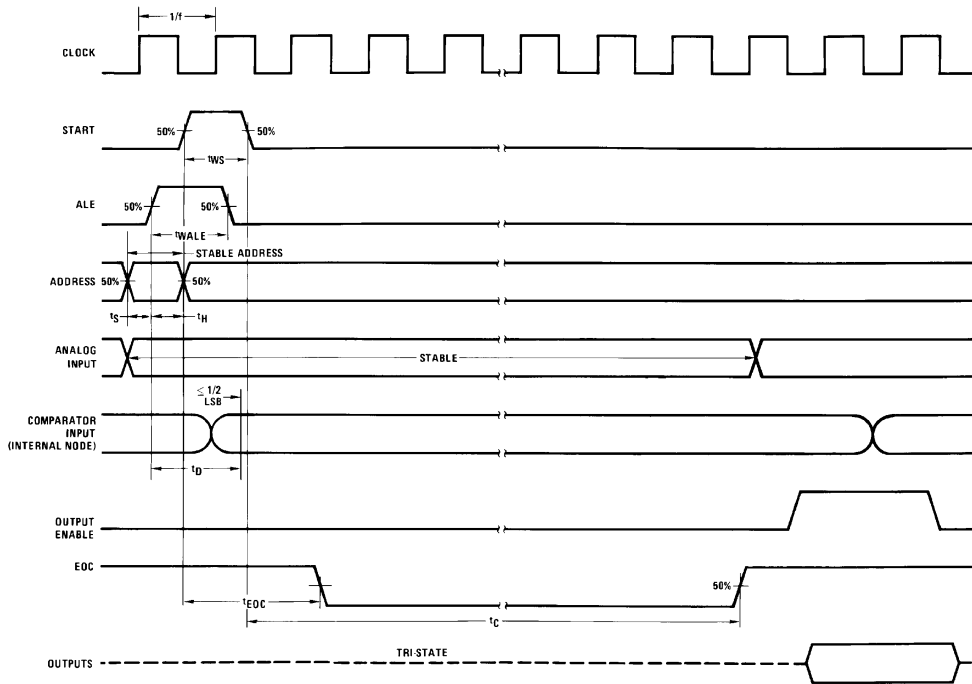 1/f
CLOCK
START
50%
50%
tWS
ALE
50%
50%
tWALE
STABLE ADDRESS
ADDRESS
50%
50%
tS
tH
ANALOG
INPUT
STABLE
≤ 1/2
LSB
COMPARATOR
INPUT
(INTERNAL NODE)
tD
OUTPUT
ENABLE
EOC
50%
tEOC
tC
TRI-STATE
OUTPUTS